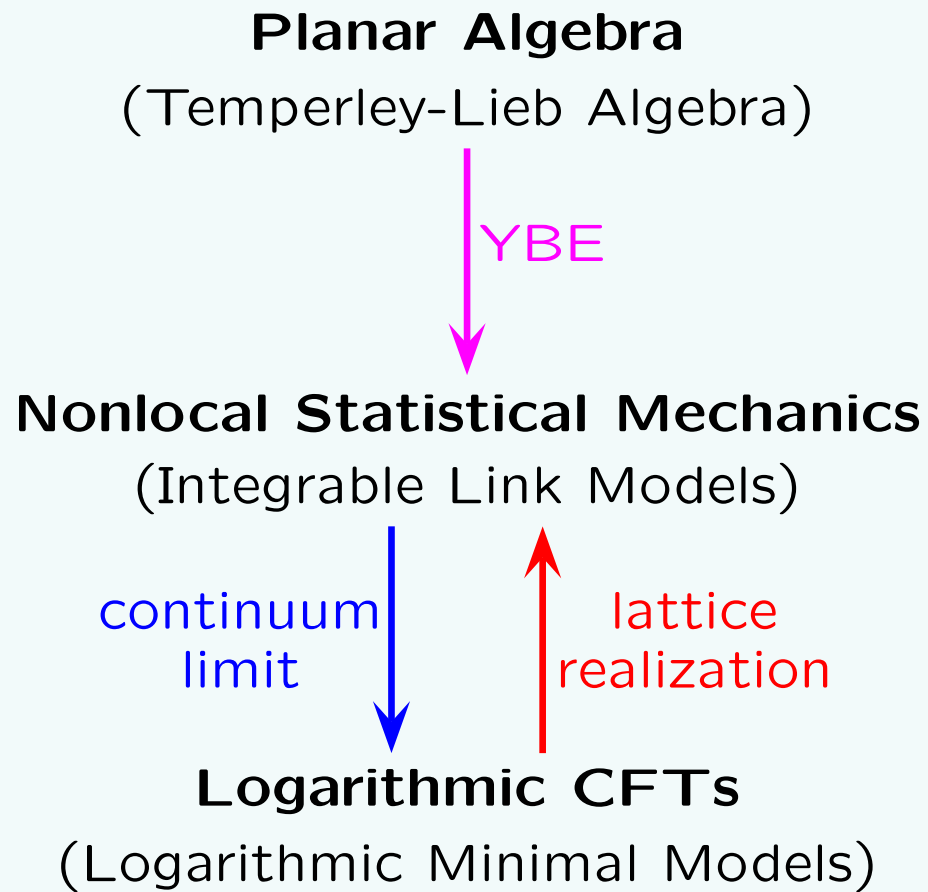 Planar Algebra
(Temperley-Lieb Algebra)
YBE
Nonlocal Statistical Mechanics
(Integrable Link Models)
continuum
limit
lattice
realization
Logarithmic CFTs
(Logarithmic Minimal Models)